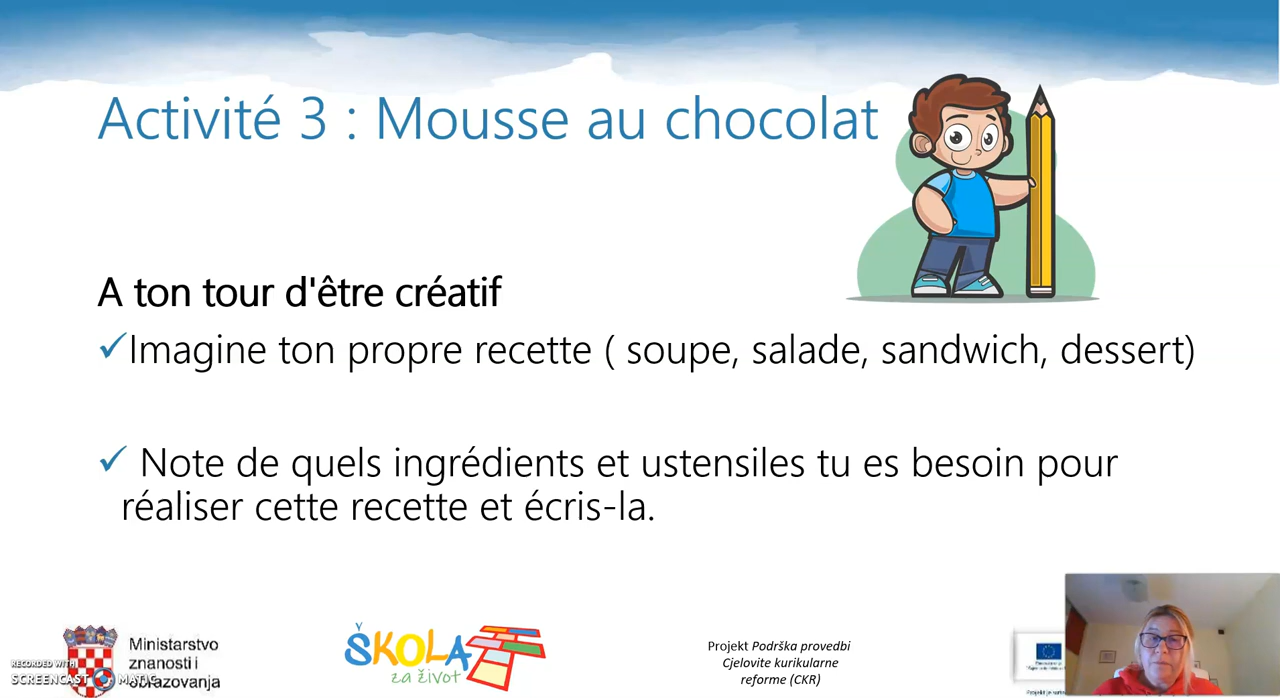 Activité 3 : Mousse au chocolat
A ton tour d'être créatif
Imagine ton propre recette ( soupe, salade, sandwich, dessert)
Note de quels ingrédients et ustensiles tu es besoin pour
réaliser cette recette et écris-la.
Ministarstvo
znanosti i
obrazovanja
RECORDED WITH
SCREENCAST MATIC
ŠKOLA
za život
Projekt Podrška provedbi
Cjelovite kurikularne
reforme (CKR)